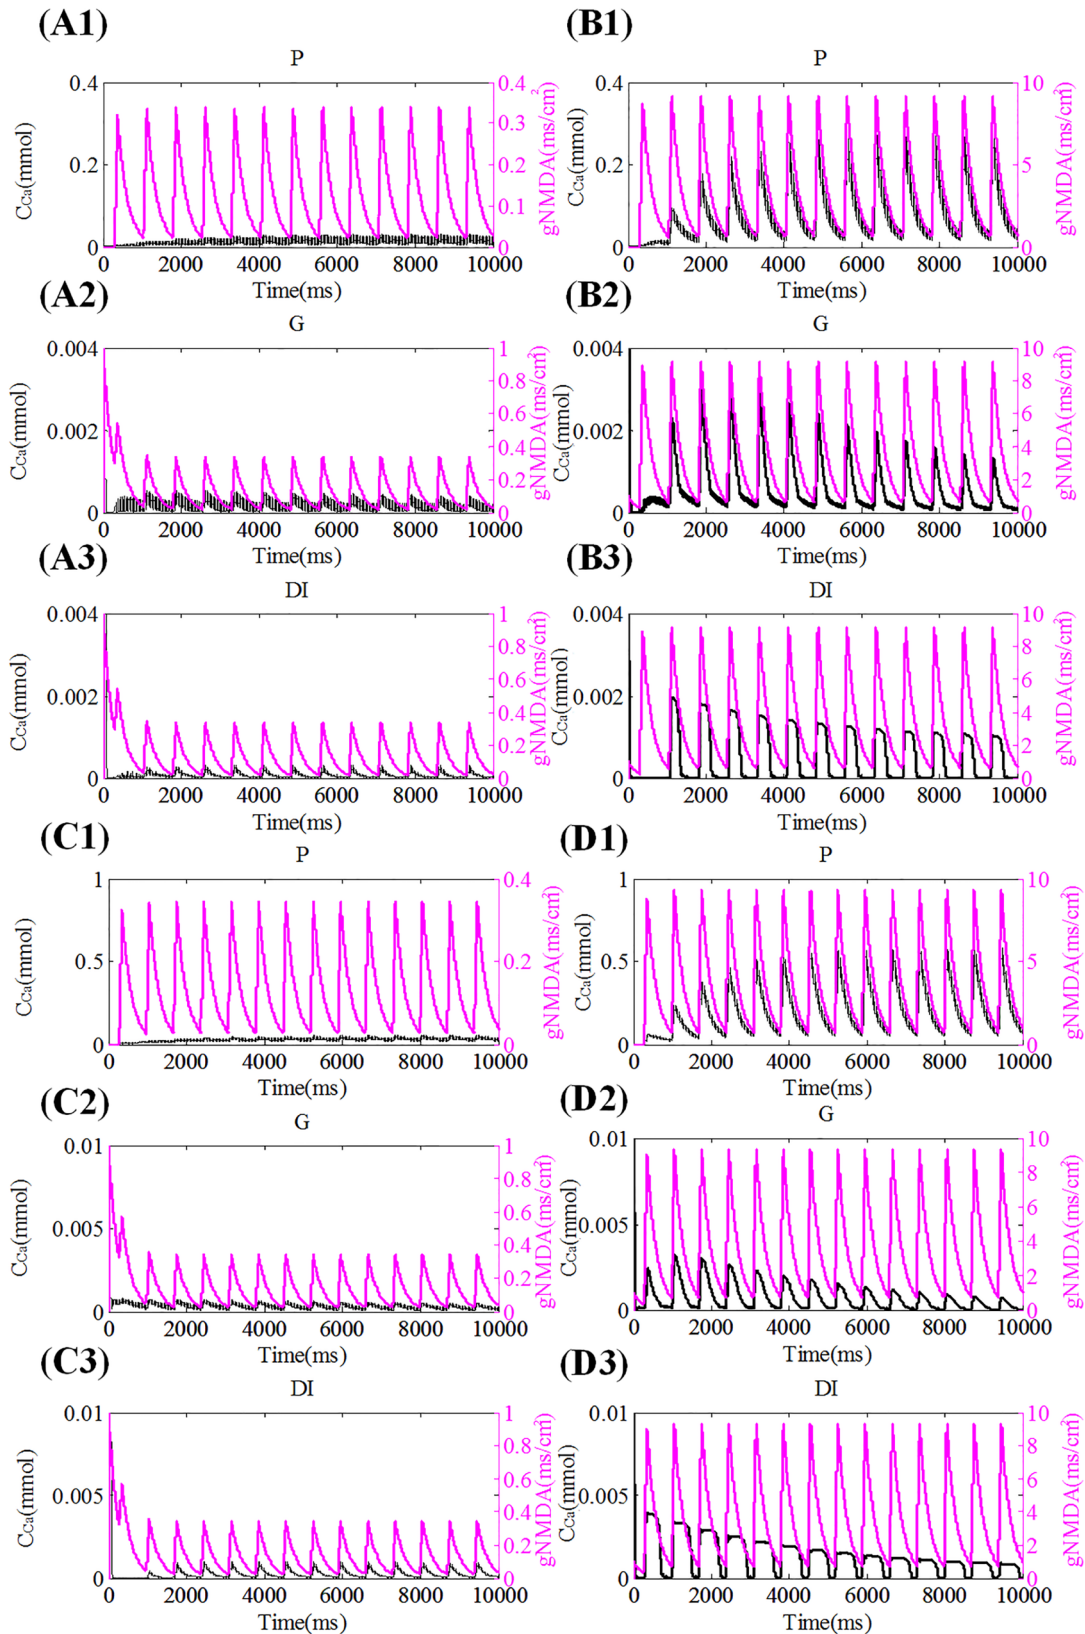 (A1) (B1)
P P
0.4 0.4 0.4 10
0.3
0.2 0.2 0.2 5
0.1
0 0 0 0
CCa(mmol) gNMDA(ms/cm²) CCa(mmol) gNMDA(ms/cm²)
0 2000 4000 6000 8000 10000 0 2000 4000 6000 8000 10000
Time(ms) Time(ms)
(A2) (B2)
G G
0.004 1 0.004 10
0.8 8
0.6 6
0.002 0.002
0.4 4
0.2 2
0 0 0 0
CCa(mmol) gNMDA(ms/cm²) CCa(mmol) gNMDA(ms/cm²)
0 2000 4000 6000 8000 10000 0 2000 4000 6000 8000 10000
Time(ms) Time(ms)
(A3) (B3)
DI DI
0.004 1 0.004 10
0.8 8
0.6 6
0.002 0.002
0.4 4
0.2 2
0 0 0 0
CCa(mmol) gNMDA(ms/cm²) CCa(mmol) gNMDA(ms/cm²)
0 2000 4000 6000 8000 10000 0 2000 4000 6000 8000 10000
Time(ms) Time(ms)
(C1) (D1)
P P
1 0.4 1 10
0.5 0.2 0.5 5
0 0 0 0
CCa(mmol) gNMDA(ms/cm²) CCa(mmol) gNMDA(ms/cm²)
0 2000 4000 6000 8000 10000 0 2000 4000 6000 8000 10000
Time(ms) Time(ms)
(C2) (D2)
G G
0.01 1 0.01 10
0.8 8
0.6 6
0.005 0.005
0.4 4
0.2 2
0 0 0 0
CCa(mmol) gNMDA(ms/cm²) CCa(mmol) gNMDA(ms/cm²)
0 2000 4000 6000 8000 10000 0 2000 4000 6000 8000 10000
Time(ms) Time(ms)
(C3) (D3)
DI DI
0.01 1 0.01 10
0.8 8
0.6 6
0.005 0.005
0.4 4
0.2 2
0 0 0 0
CCa(mmol) gNMDA(ms/cm²) CCa(mmol) gNMDA(ms/cm²)
0 2000 4000 6000 8000 10000 0 2000 4000 6000 8000 10000
Time(ms) Time(ms)